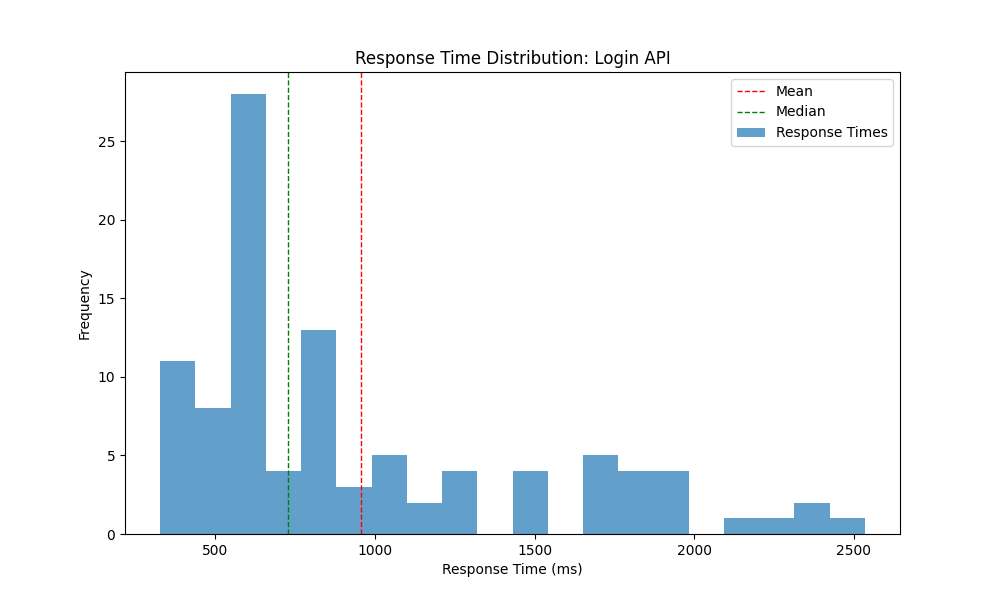 Response Time Distribution: Login API
Mean
Median
Response Times
Frequency
25
20
15
10
5
0
500
1000
1500
2000
2500
Response Time (ms)